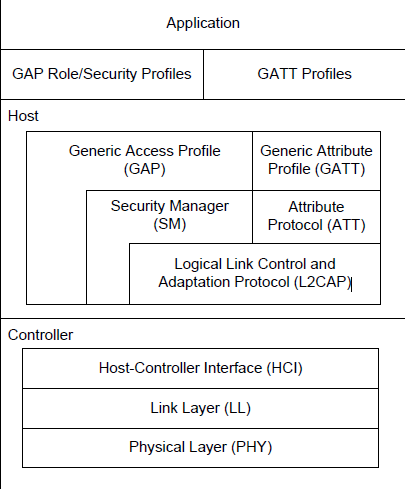 Application
GAP Role/Security Profiles
GATT Profiles
Host
Generic Access Profile
(GAP)
Generic Attribute
Profile (GATT)
Security Manager
(SM)
Attribute
Protocol (ATT)
Logical Link Control and
Adaptation Protocol (L2CAP)
Controller
Host-Controller Interface (HCI)
Link Layer (LL)
Physical Layer (PHY)